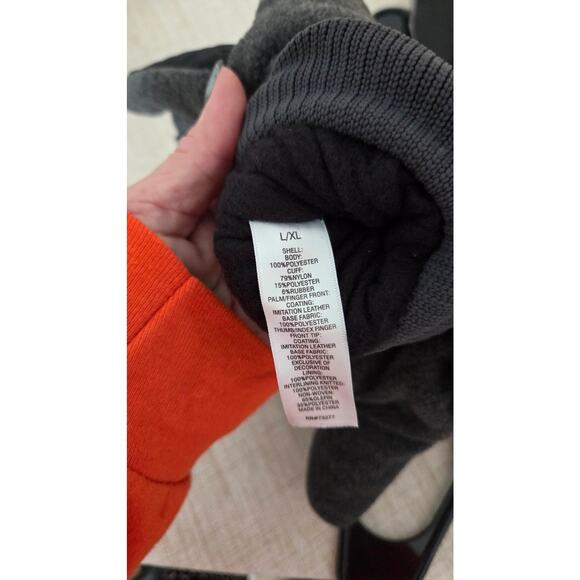 L/XL
SHELL:
BODY:
100%POLYESTER
CUFF:
79%NYLON
15%POLYESTER
6%RUBBER
PALM/FINGER FRONT:
COATING:
IMITATION LEATHER
BASE FABRIC:
100%POLYESTER
THUMB/INDEX FINGER
FRONT TIP:
COATING:
IMITATION LEATHER
BASE FABRIC:
100%POLYESTER
EXCLUSIVE OF
DECORATION
LINING:
100%POLYESTER
INTERLINING KNITTED:
100%POLYESTER
NON-WOVEN:
65%OLEFIN
35%POLYESTER
MADE IN CHINA
RN#73277